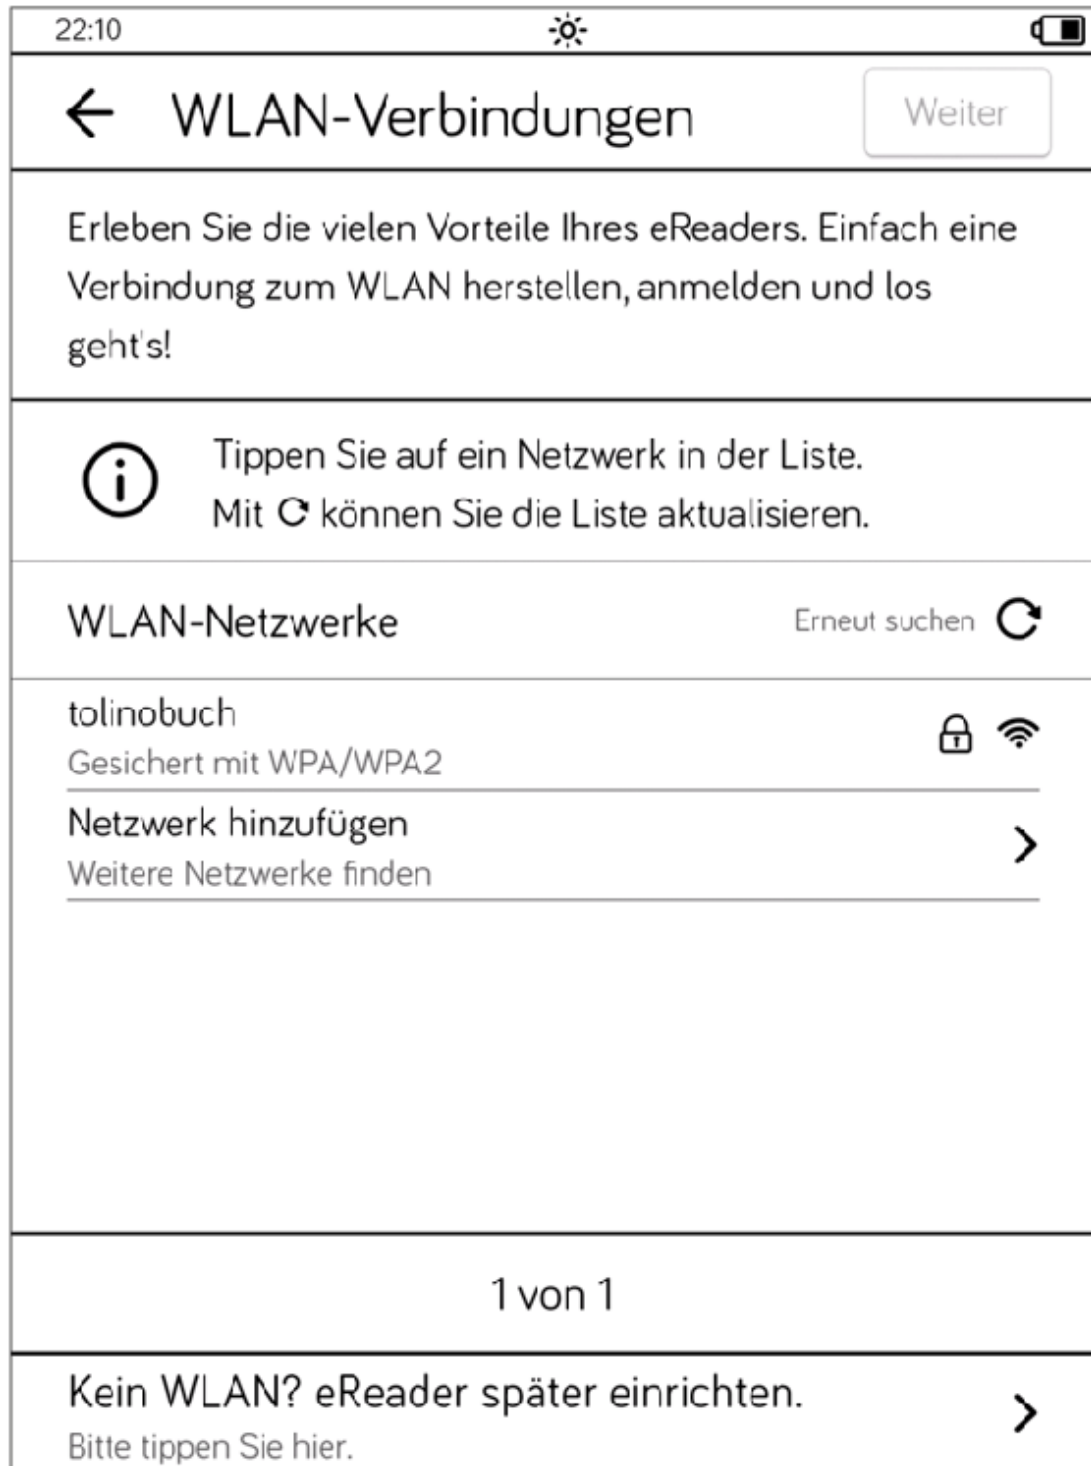 22:10
WLAN-Verbindungen
Weiter
Erleben Sie die vielen Vorteile Ihres eReaders. Einfach eine
Verbindung zum WLAN herstellen, anmelden und los
geht's!
Tippen Sie auf ein Netzwerk in der Liste.
Mit können Sie die Liste aktualisieren.
WLAN-Netzwerke
Erneut suchen
tolinobuch
Gesichert mit WPA/WPA2
Netzwerk hinzufügen
Weitere Netzwerke finden
1 von 1
Kein WLAN? eReader später einrichten.
Bitte tippen Sie hier.